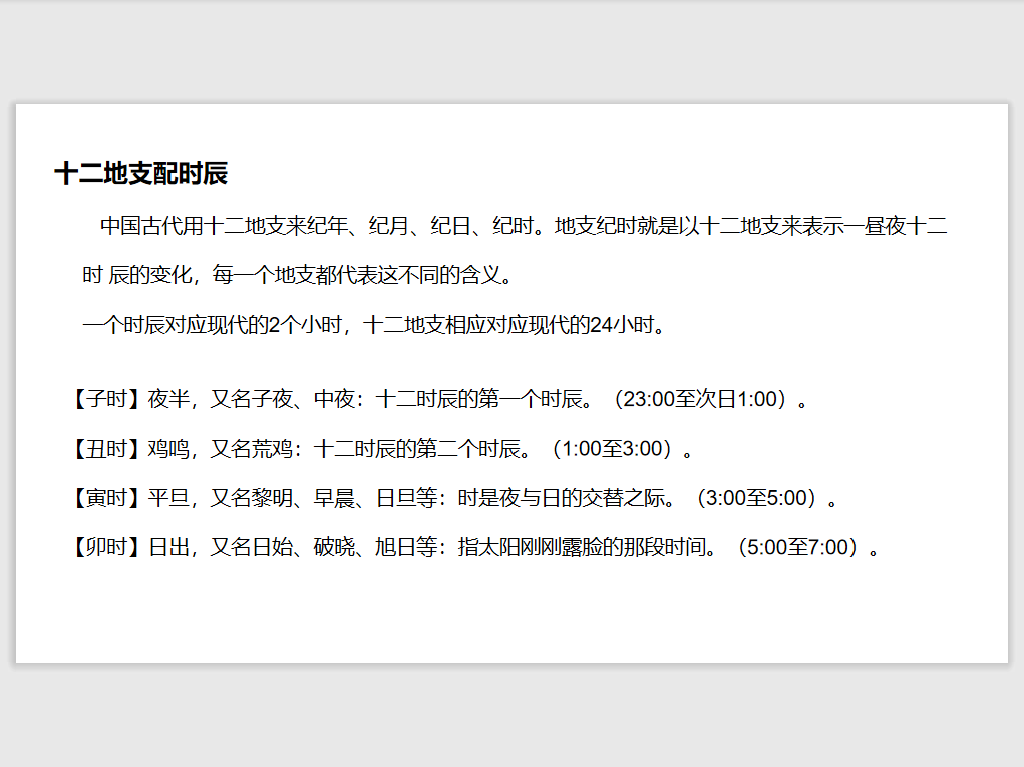 十二地支配时辰
中国古代用十二地支来纪年、纪月、纪日、纪时。地支纪时就是以十二地支来表示一昼夜十二
时 辰的变化，每一个地支都代表这不同的含义。
一个时辰对应现代的2个小时，十二地支相应对应现代的24小时。
【子时】夜半，又名子夜、中夜：十二时辰的第一个时辰。（23:00至次日1:00）。
【丑时】鸡鸣，又名荒鸡：十二时辰的第二个时辰。（1:00至3:00）。
【寅时】平旦，又名黎明、早晨、日旦等：时是夜与日的交替之际。（3:00至5:00）。
【卯时】日出，又名日始、破晓、旭日等：指太阳刚刚露脸的那段时间。（5:00至7:00）。